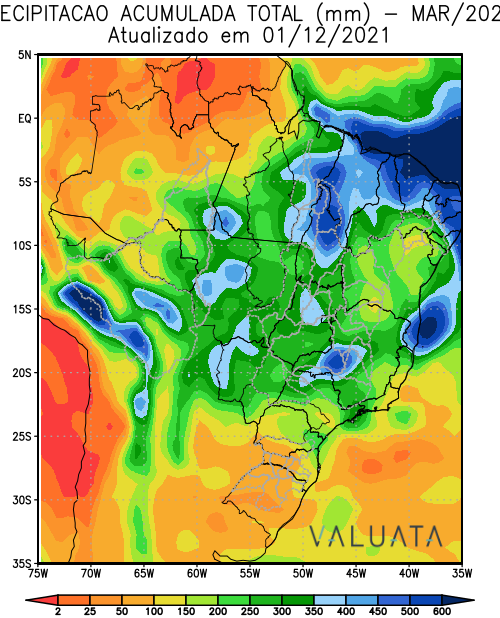 ECIPITACAO ACUMULADA TOTAL (mm) – MAR/202
Atualizado em 01/12/2021
5N
EQ
5S
10S
15S
20S
25S
30S
35S
75W 70W 65W 60W 55W 50W 45W 40W 35W
VALUATA
2 25 50 100 150 200 250 300 350 400 450 500 600